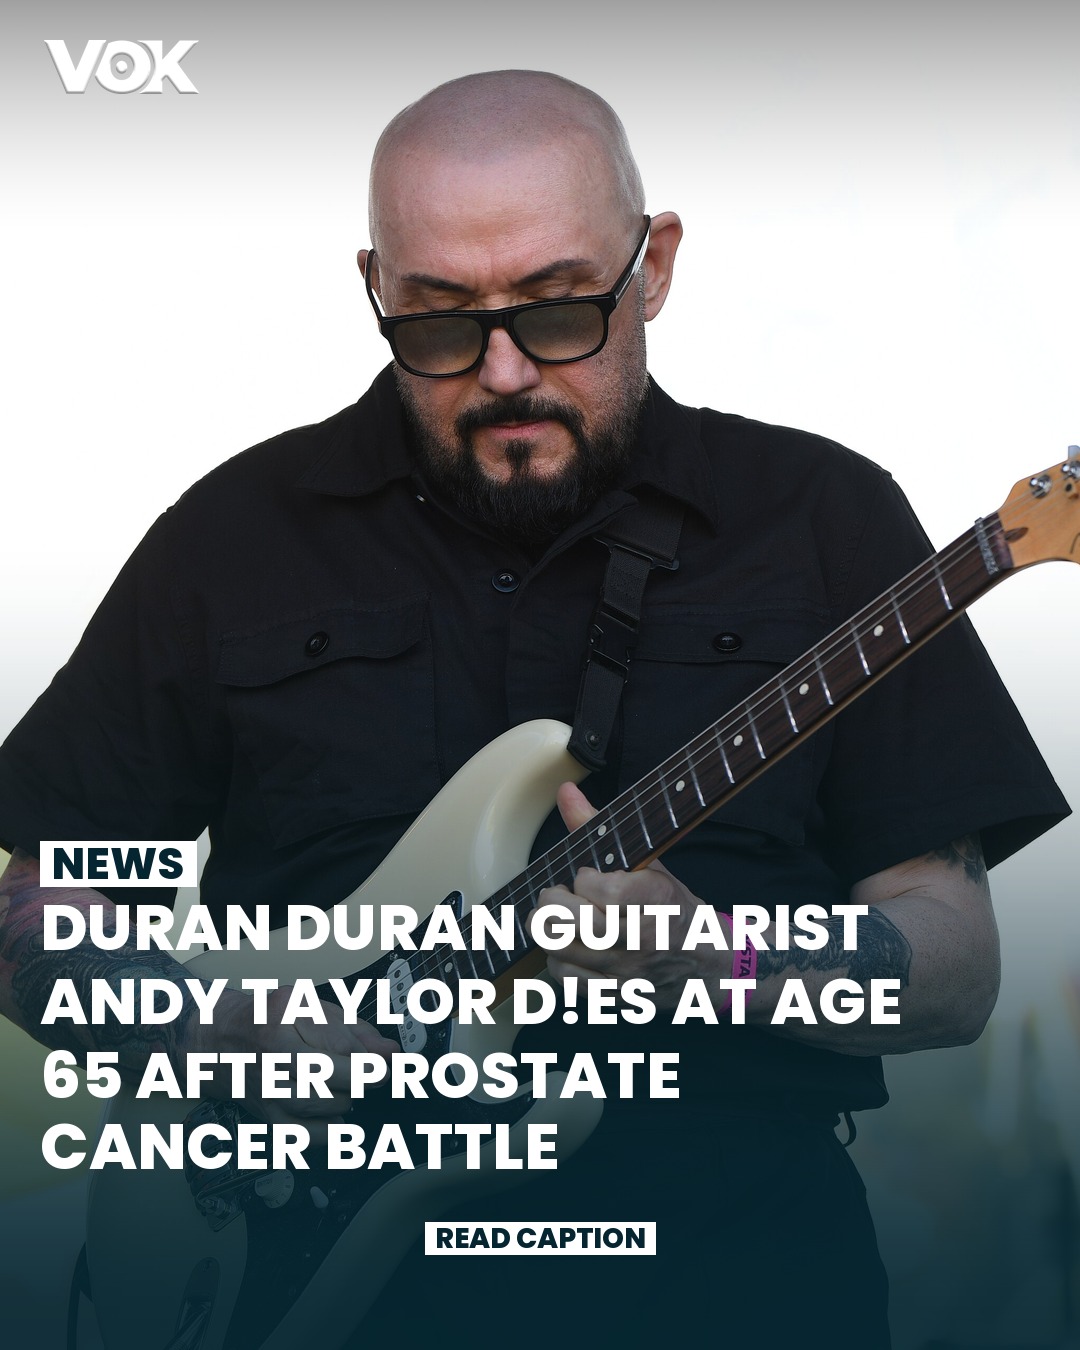 VOK
NEWS
DURAN DURAN GUITARIST
ANDY TAYLOR D!ES AT AGE
65 AFTER PROSTATE
CANCER BATTLE
READ CAPTION